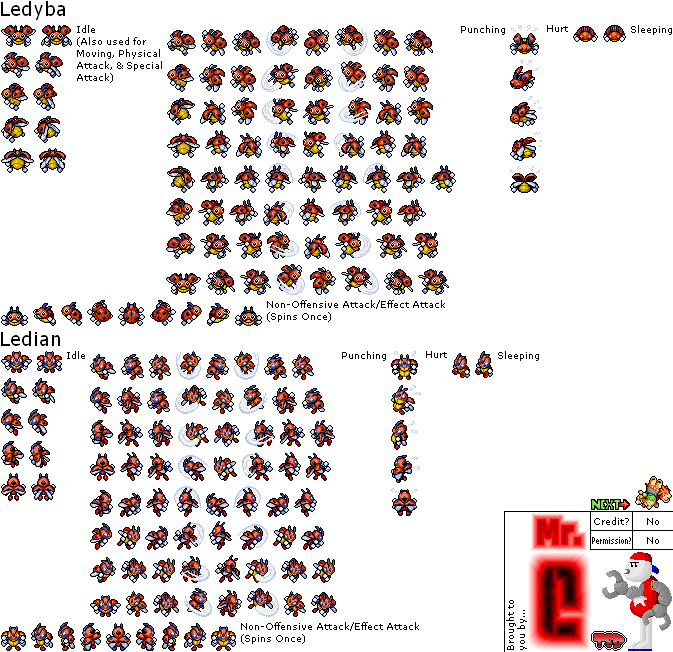 Ledyba
Idle
(Also used for
Moving, Physical
Attack, & Special
Attack)
Punching
Hurt
Sleeping
Non-Offensive Attack/Effect Attack
(Spins Once)
Ledian
Idle
Punching
Hurt
Sleeping
Non-Offensive Attack/Effect Attack
(Spins Once)
NEXT
Credit? No
Permission? No
Brought to
you by...
Mr.
C